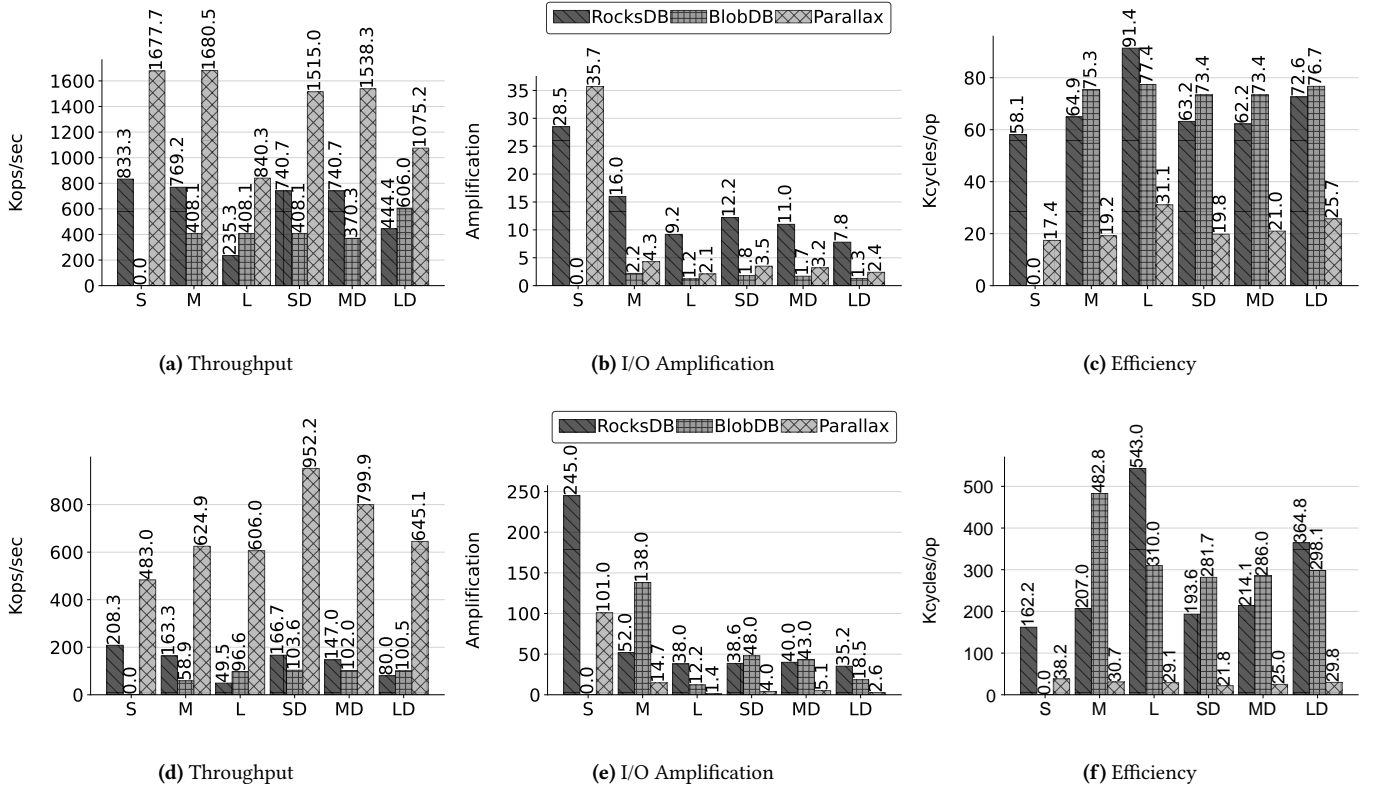 RocksDB BlobDB Parallax
Kops/sec
1600
1400
1200
1000
800
600
400
200
0
833.3 0.0 1677.7
769.2 408.1 1680.5
235.3 408.1 840.3
740.7 408.1 1515.0
740.7 370.3 1538.3
444.4 606.0 1075.2
S M L SD MD LD
(a) Throughput
Amplification
35
30
25
20
15
10
5
0
28.5 0.0 35.7
16.0 2.2 4.3
9.2 1.2 2.1
12.2 1.8 3.5
11.0 1.7 3.2
7.8 1.3 2.4
S M L SD MD LD
(b) I/O Amplification
Kcycles/op
80
60
40
20
0
58.1 0.0 17.4
64.9 75.3 19.2
91.4 77.4 31.1
63.2 73.4 19.8
62.2 73.4 21.0
72.6 76.7 25.7
S M L SD MD LD
(c) Efficiency
RocksDB BlobDB Parallax
Kops/sec
800
600
400
200
0
208.3 0.0 483.0
163.3 58.9 624.9
49.5 96.6 606.0
166.7 103.6 952.2
147.0 102.0 799.9
80.0 100.5 645.1
S M L SD MD LD
(d) Throughput
Amplification
250
200
150
100
50
0
245.0 0.0 101.0
52.0 138.0 14.7
38.0 12.2 1.4
38.6 48.0 4.0
40.0 43.0 5.1
35.2 18.5 2.6
S M L SD MD LD
(e) I/O Amplification
Kcycles/op
500
400
300
200
100
0
162.2 0.0 38.2
207.0 482.8 30.7
543.0 310.0 29.1
193.6 281.7 21.8
214.1 286.0 25.0
364.8 298.1 29.8
S M L SD MD LD
(f) Efficiency